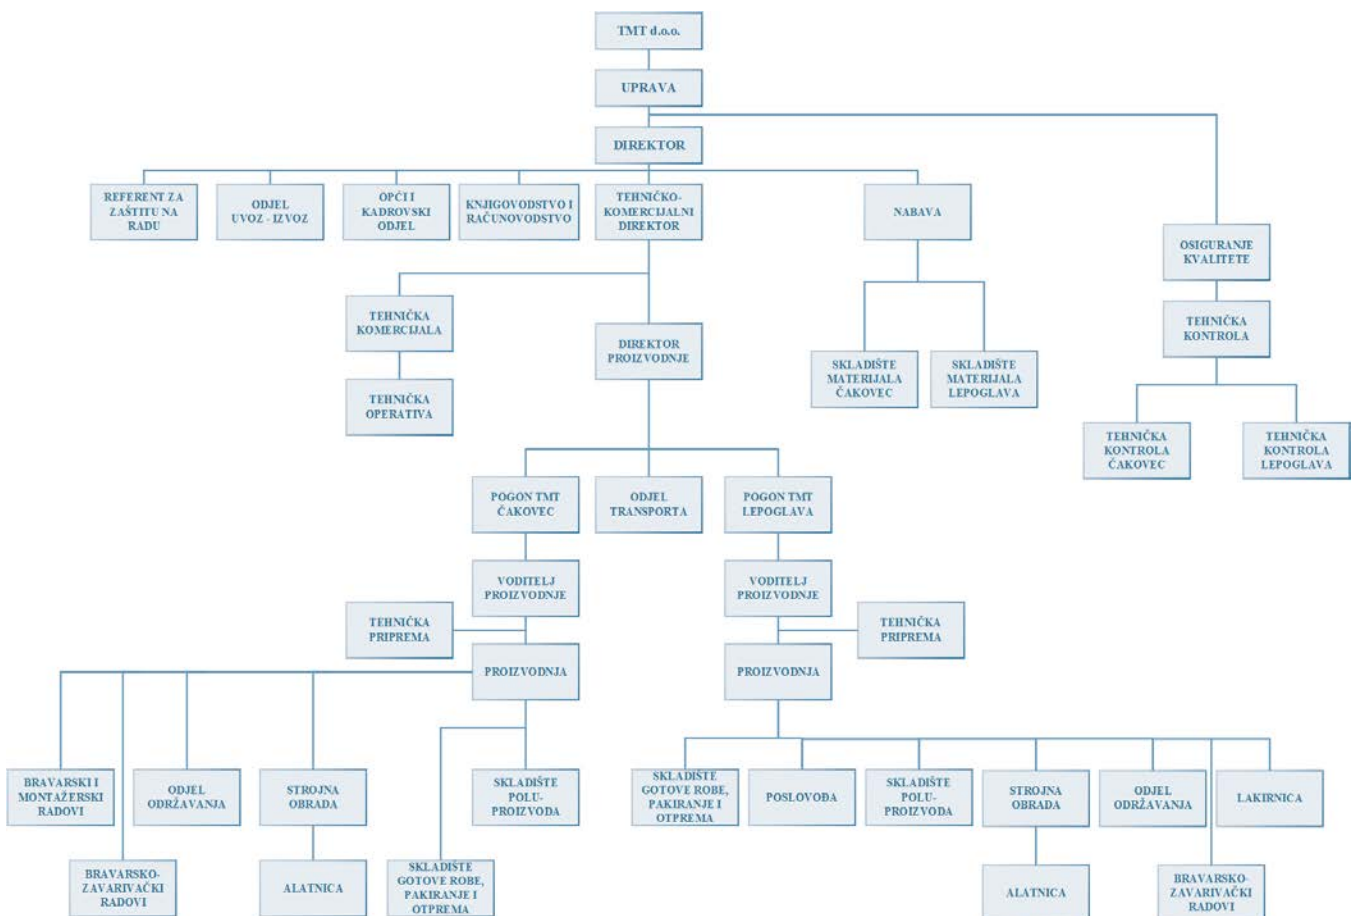 TMT d.o.o.
UPRAVA
DIREKTOR
REFERENT ZA
ZAŠTITU NA
RADU
ODJEL
UVOZ - IZVOZ
OPĆI I
KADROVSKI
ODJEL
KNJIGOVODSTVO I
RAČUNOVODSTVO
TEHNIČKO-
KOMERCIJALNI
DIREKTOR
NABAVA
OSIGURANJE
KVALITETE
TEHNIČKA
KOMERCIJALA
DIREKTOR
PROIZVODNJE
TEHNIČKA
KONTROLA
SKLADIŠTE
MATERIJALA
ČAKOVEC
SKLADIŠTE
MATERIJALA
LEPOGLAVA
TEHNIČKA
OPERATIVA
TEHNIČKA
KONTROLA
ČAKOVEC
TEHNIČKA
KONTROLA
LEPOGLAVA
POGON TMT
ČAKOVEC
ODJEL
TRANSPORTA
POGON TMT
LEPOGLAVA
VODITELJ
PROIZVODNJE
VODITELJ
PROIZVODNJE
TEHNIČKA
PRIPREMA
TEHNIČKA
PRIPREMA
PROIZVODNJA
PROIZVODNJA
BRAVARSKI I
MONTAŽERSKI
RADOVI
ODJEL
ODRŽAVANJA
STROJNA
OBRADA
SKLADIŠTE
POLU-
PROIZVODA
SKLADIŠTE
GOTOVE ROBE,
PAKIRANJE I
OTPREMA
POSLOVOĐA
SKLADIŠTE
POLU-
PROIZVODA
STROJNA
OBRADA
ODJEL
ODRŽAVANJA
LAKIRNICA
BRAVARSKO-
ZAVARIVAČKI
RADOVI
ALATNICA
SKLADIŠTE
GOTOVE ROBE,
PAKIRANJE I
OTPREMA
ALATNICA
BRAVARSKO-
ZAVARIVAČKI
RADOVI